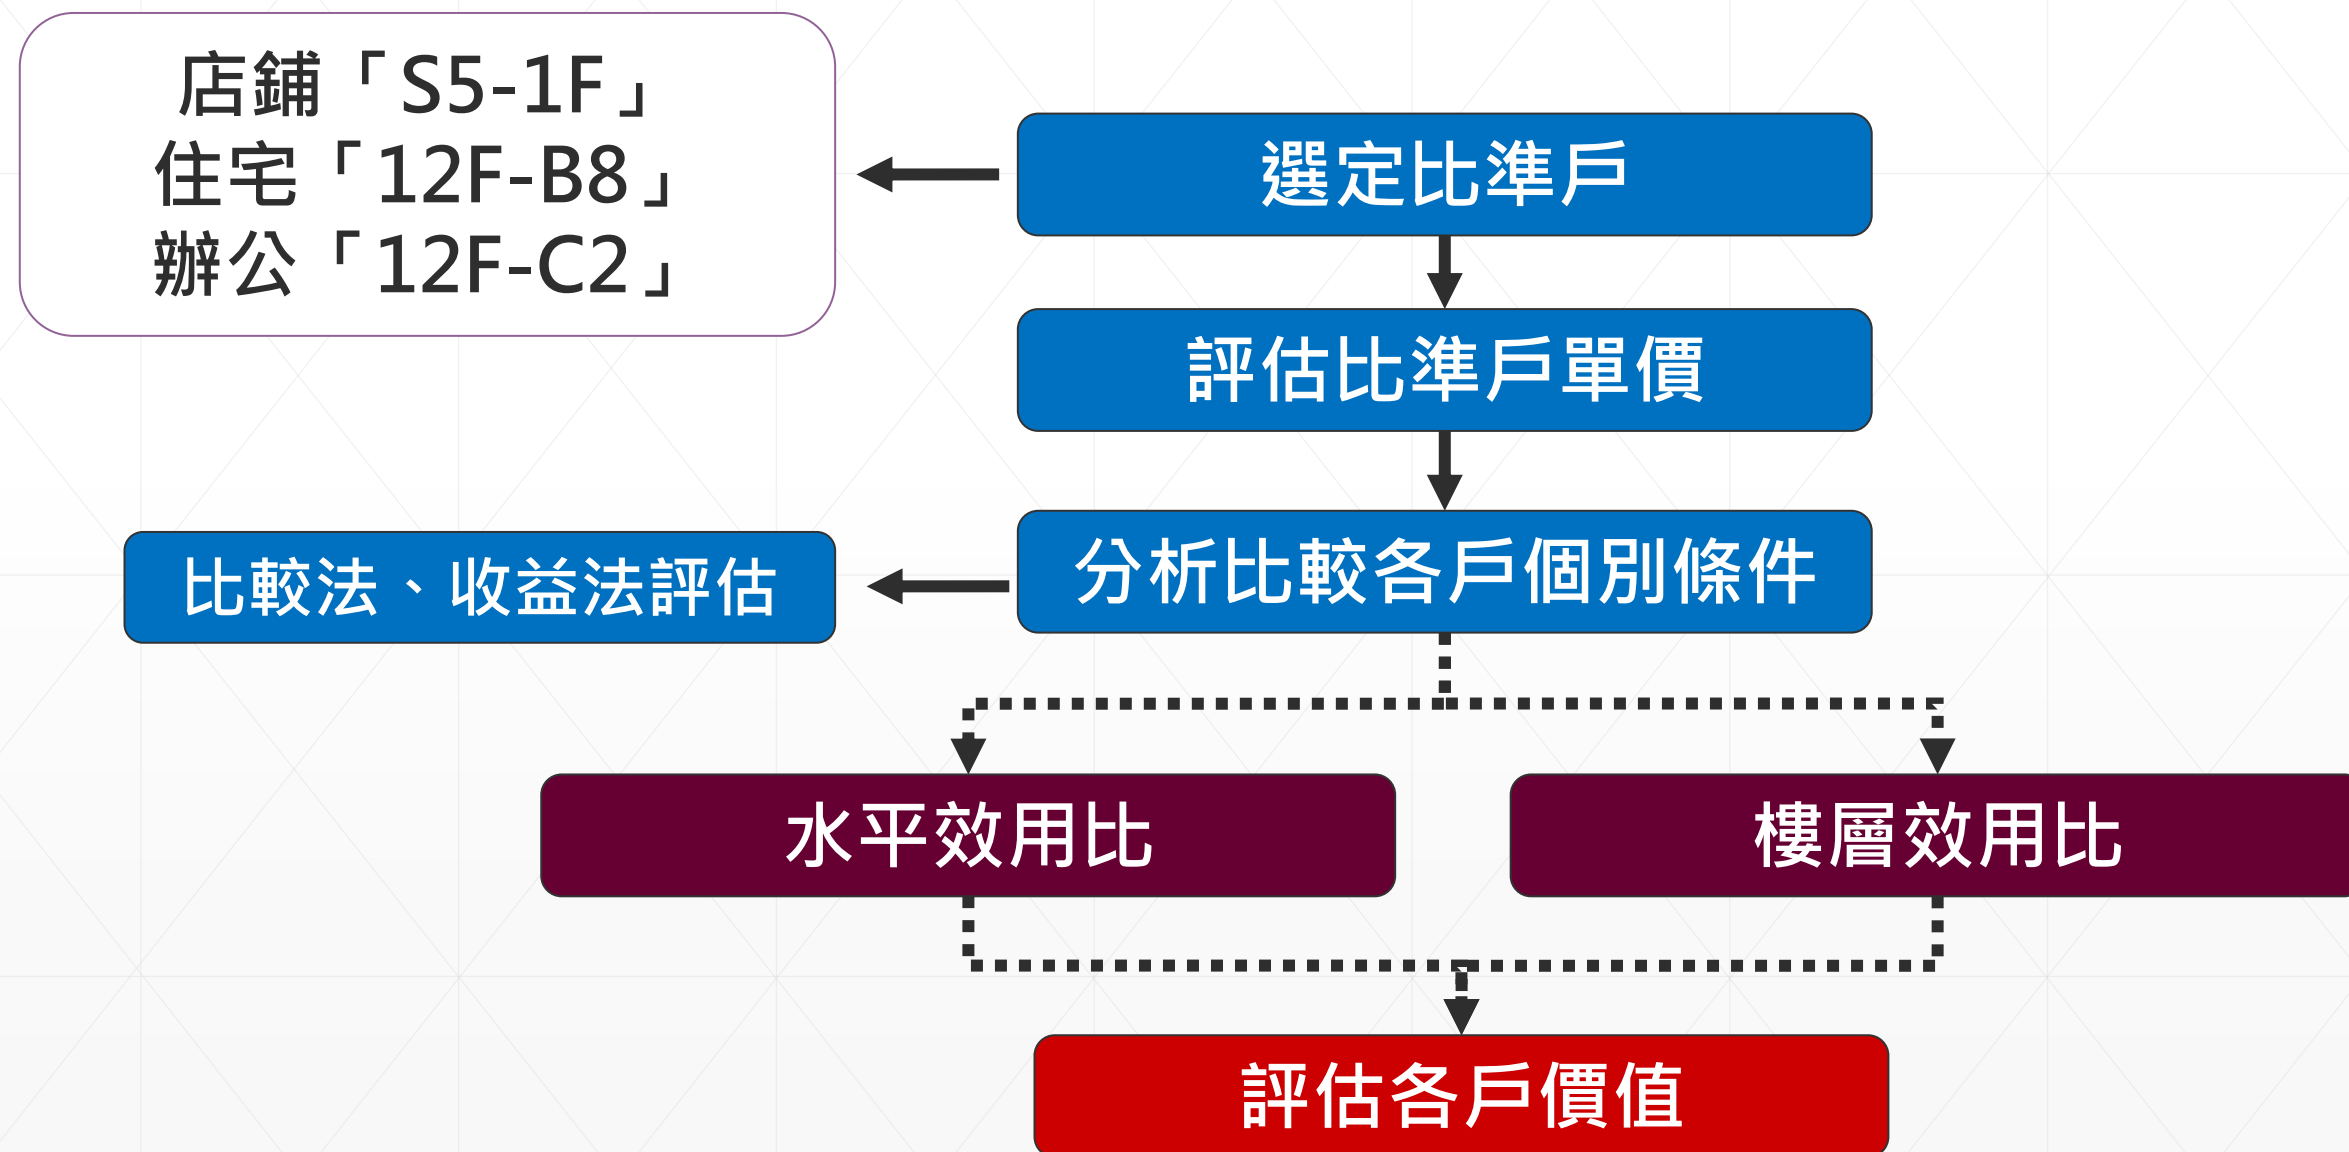 店鋪「S5-1F」
住宅「12F-B8」
辦公「12F-C2」
選定比準戶
評估比準戶單價
分析比較各戶個別條件
比較法、收益法評估
水平效用比
樓層效用比
評估各戶價值